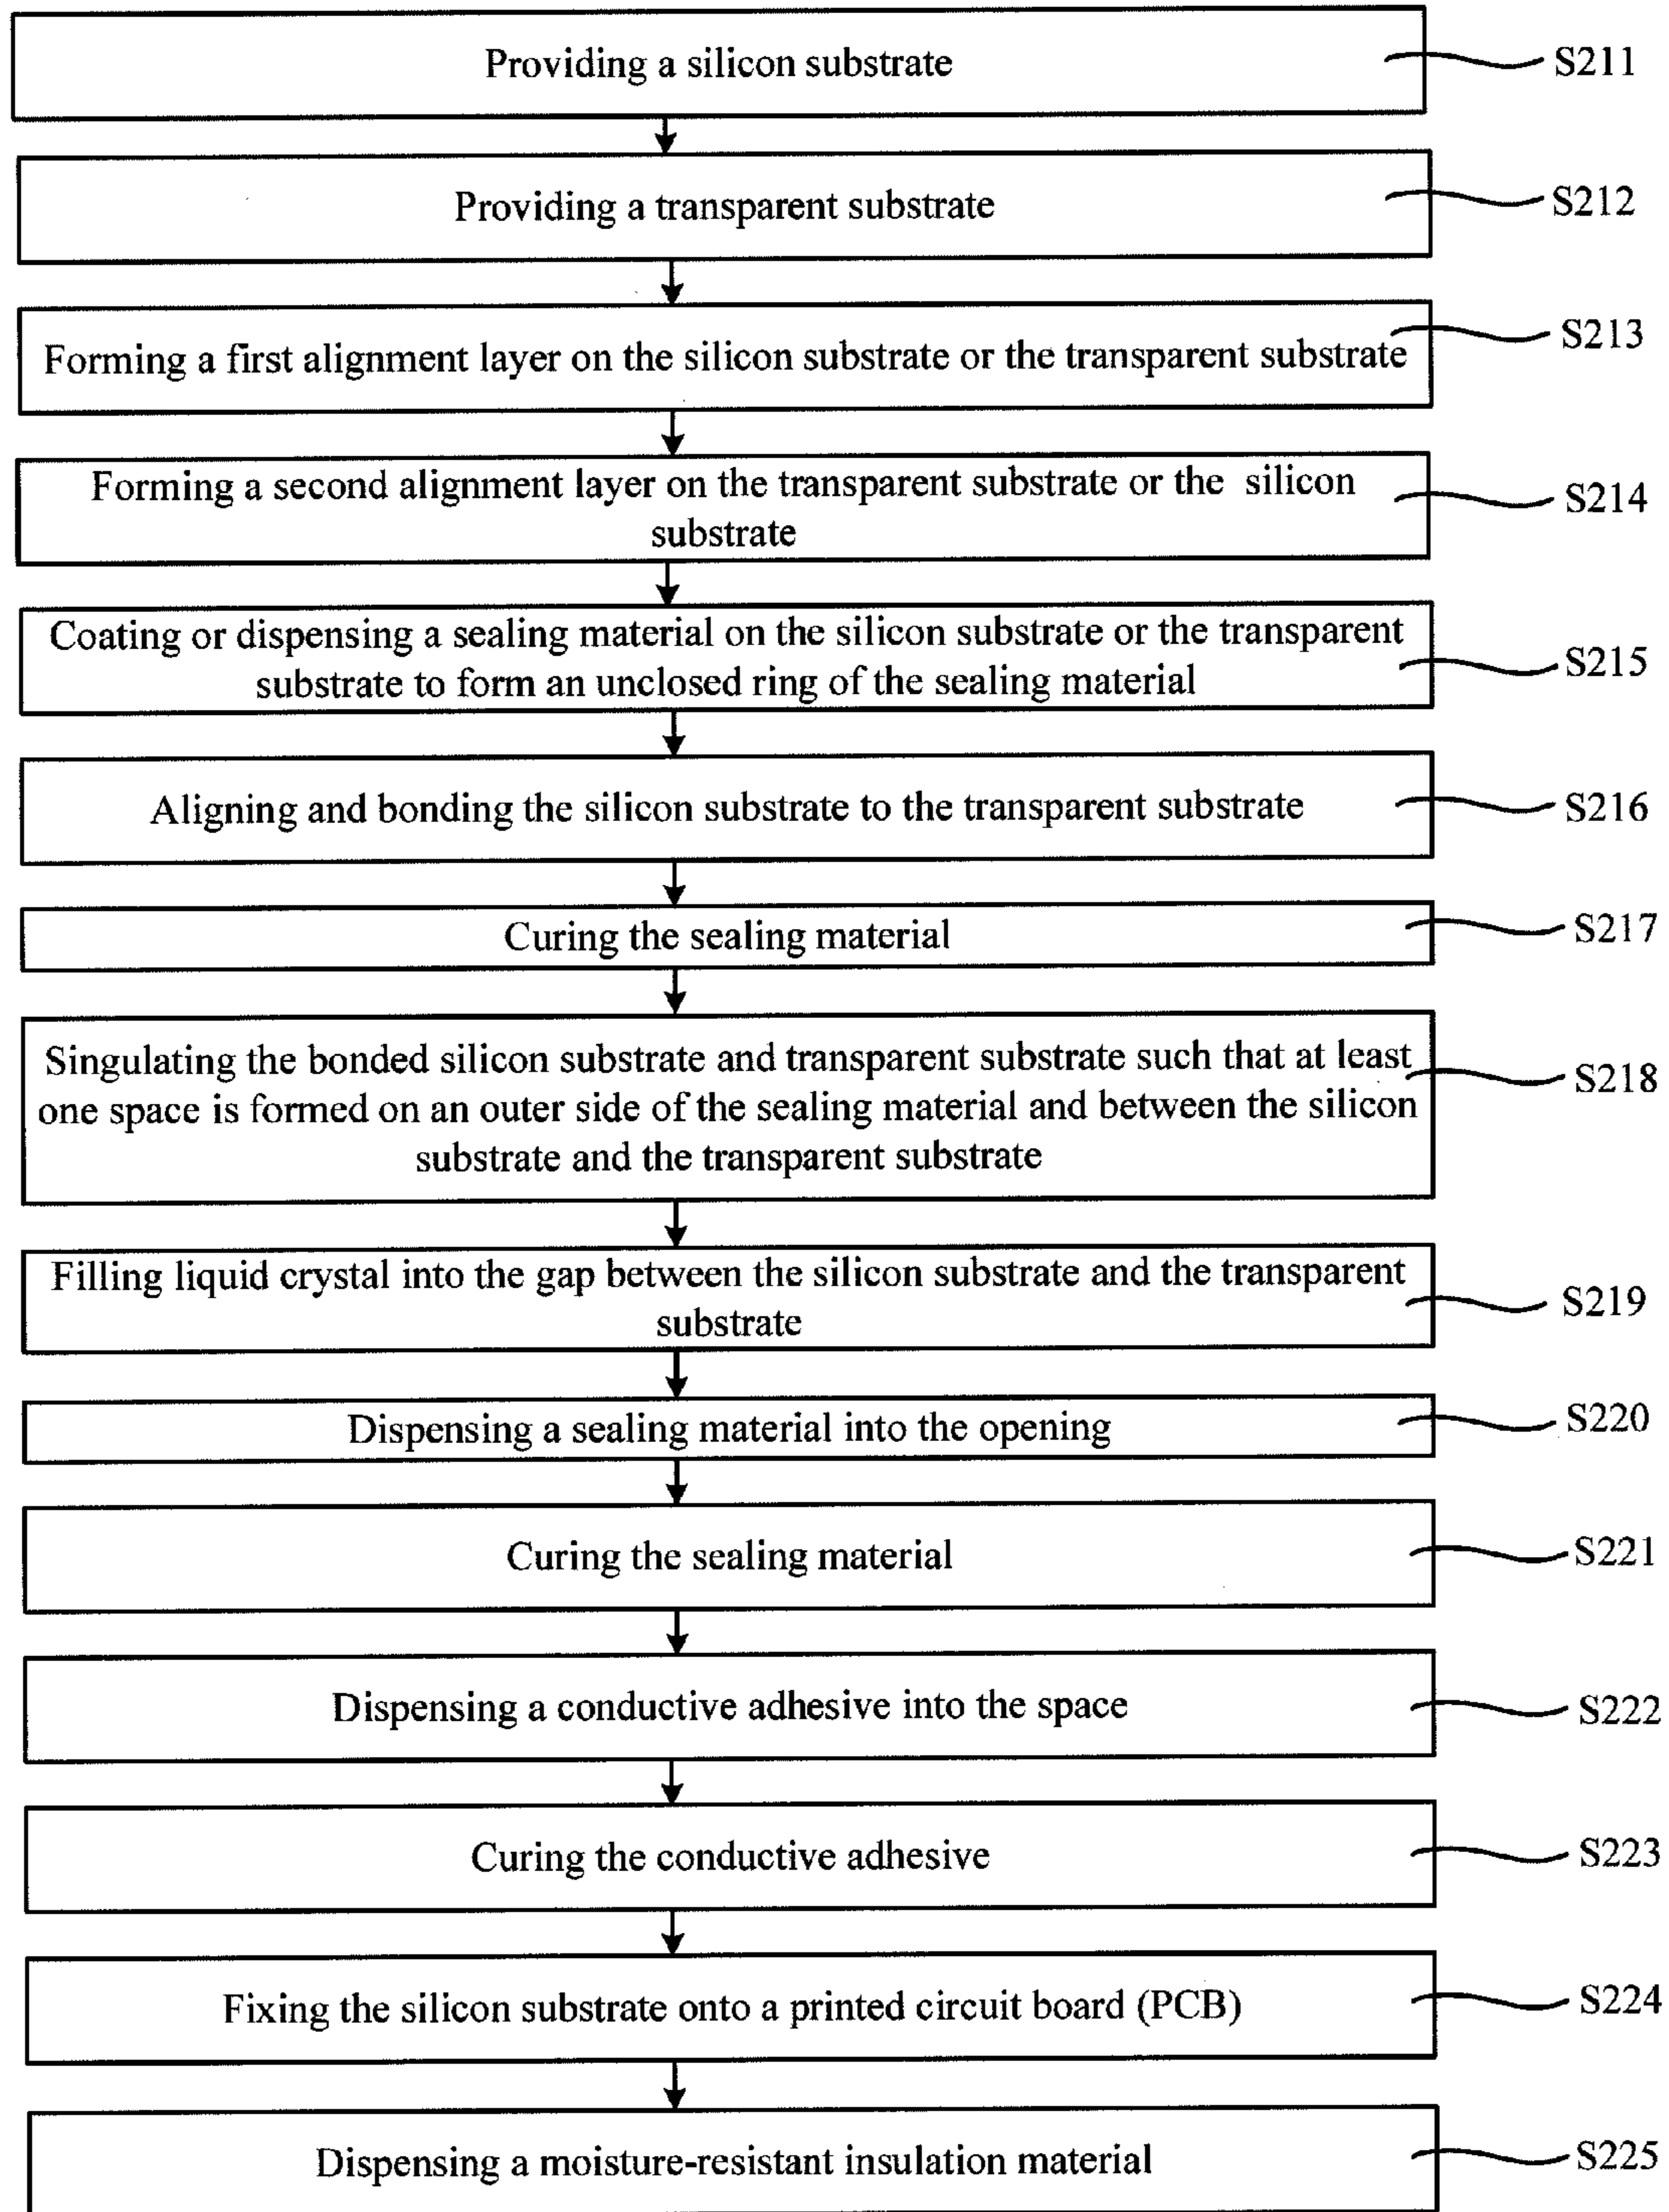 Providing a silicon substrate
S211
Providing a transparent substrate
S212
Forming a first alignment layer on the silicon substrate or the transparent substrate
S213
Forming a second alignment layer on the transparent substrate or the silicon
substrate
S214
Coating or dispensing a sealing material on the silicon substrate or the transparent
substrate to form an unclosed ring of the sealing material
S215
Aligning and bonding the silicon substrate to the transparent substrate
S216
Curing the sealing material
S217
Singulating the bonded silicon substrate and transparent substrate such that at least
one space is formed on an outer side of the sealing material and between the silicon
substrate and the transparent substrate
S218
Filling liquid crystal into the gap between the silicon substrate and the transparent
substrate
S219
Dispensing a sealing material into the opening
S220
Curing the sealing material
S221
Dispensing a conductive adhesive into the space
S222
Curing the conductive adhesive
S223
Fixing the silicon substrate onto a printed circuit board (PCB)
S224
Dispensing a moisture-resistant insulation material
S225